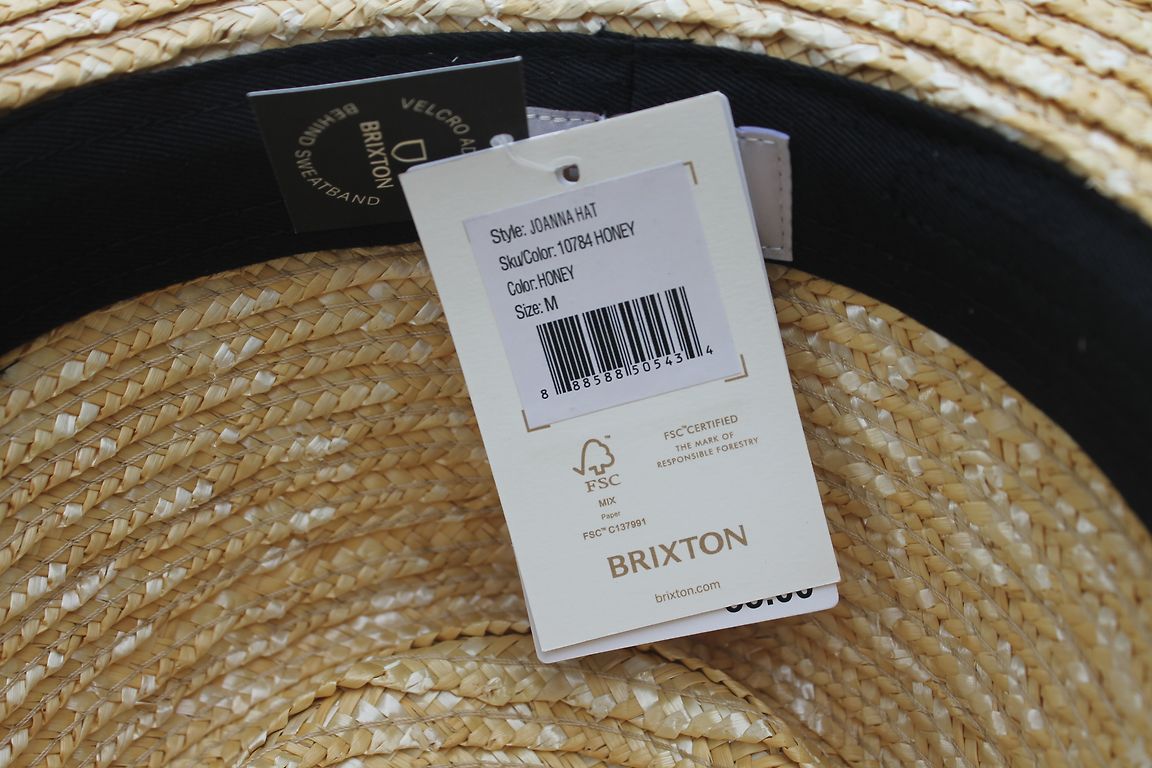 VELCRO
BEHIND SWEATBAND
BRIXTON
Style: JOANNA HAT
Sku/Color: 10784 HONEY
Color: HONEY
Size: M
8 88588 50543 4
FSC™ CERTIFIED
THE MARK OF
RESPONSIBLE FORESTRY
FSC
MIX
Paper
FSC™ C137991
BRIXTON
brixton.com